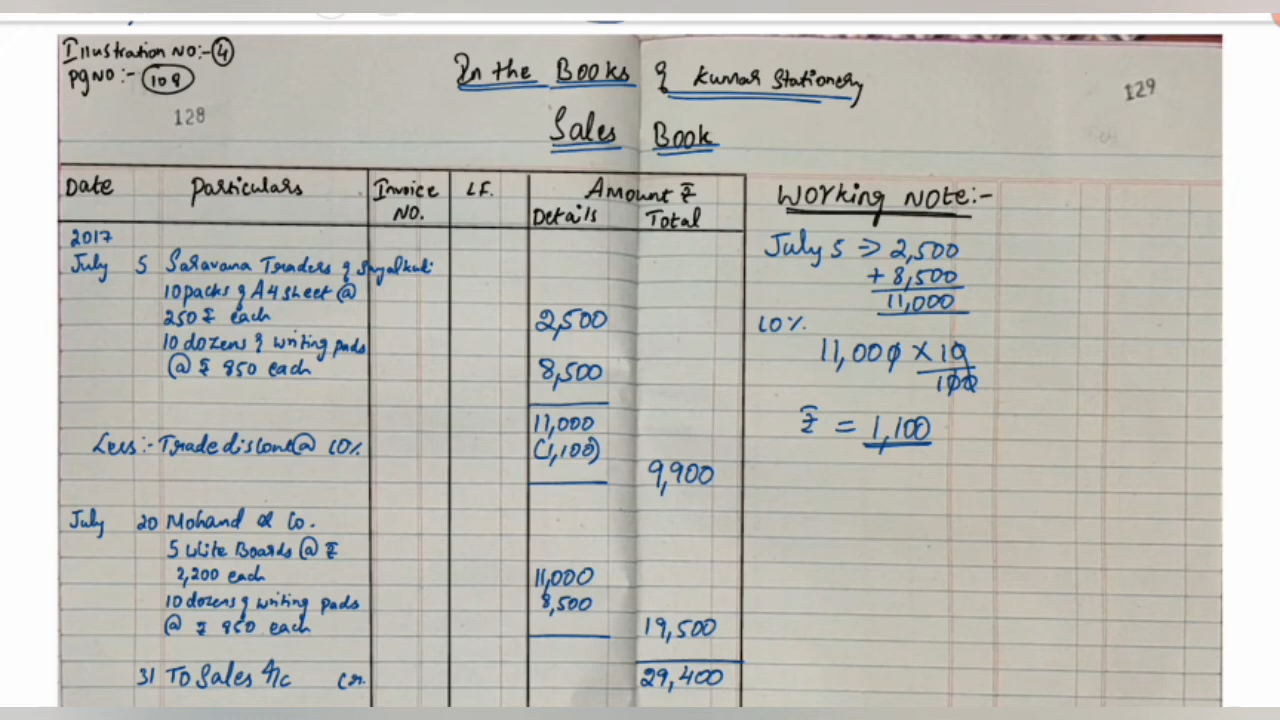 Illustration NO:- 4
Pg NO:- 109
128
In the Books of Kumar Stationery
129
Sales Book
Date Particulars Invoice NO. L.F. Amount ₹
Details Total
2017
July 5 Saravana Traders of
10 packs of A4 sheet @
250 ₹ each 2,500
10 dozens of writing pads
@ ₹ 850 each 8,500
11,000
Less:- Trade discont@ 10% (1,100)
9,900
July 20 Mohand & Co.
5 Wite Boards @ ₹
2,200 each 11,000
10 dozens of writing pads 8,500
@ ₹ 850 each 19,500
31 To Sales A/c Cr. 29,400
Working Note:-
July 5 => 2,500
+ 8,500
11,000
10%
11,000 x 10
100
₹ = 1,100